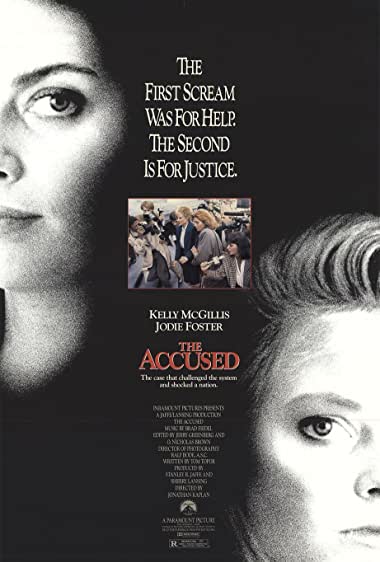 THE
FIRST SCREAM
WAS FOR HELP.
THE SECOND
IS FOR JUSTICE.
KELLY MCGILLIS
JODIE FOSTER
THE
ACCUSED
The case that challenged the system
and shocked a nation.
PARAMOUNT PICTURES PRESENTS
A JAFFE/LANSING PRODUCTION
THE ACCUSED
MUSIC BY BRAD FIEDEL
EDITED BY JERRY GREENBERG AND
O. NICHOLAS BROWN
DIRECTOR OF PHOTOGRAPHY
RALF BODE, A.S.C.
WRITTEN BY TOM TOPOR
PRODUCED BY
STANLEY R. JAFFE AND
SHERRY LANSING
DIRECTED BY
JONATHAN KAPLAN
A PARAMOUNT PICTURE
R